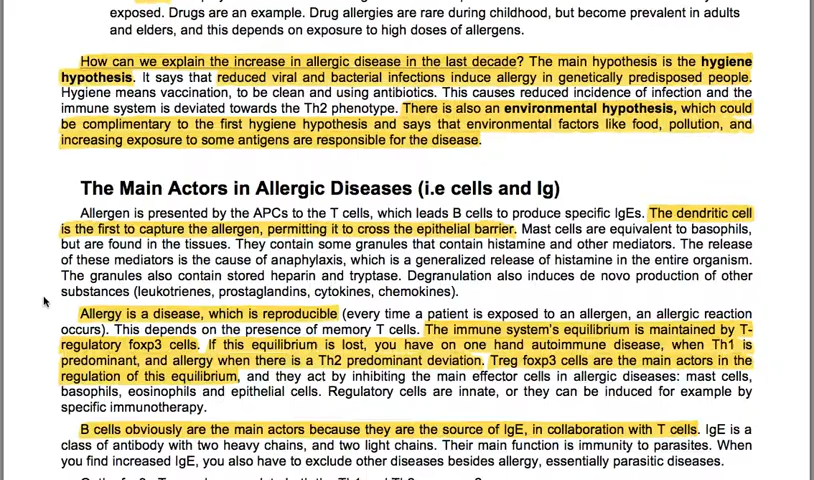 exposed. Drugs are an example. Drug allergies are rare during childhood, but become prevalent in adults
and elders, and this depends on exposure to high doses of allergens.
How can we explain the increase in allergic disease in the last decade? The main hypothesis is the hygiene
hypothesis. It says that reduced viral and bacterial infections induce allergy in genetically predisposed people.
Hygiene means vaccination, to be clean and using antibiotics. This causes reduced incidence of infection and the
immune system is deviated towards the Th2 phenotype. There is also an environmental hypothesis, which could
be complimentary to the first hygiene hypothesis and says that environmental factors like food, pollution, and
increasing exposure to some antigens are responsible for the disease.
The Main Actors in Allergic Diseases (i.e cells and Ig)
Allergen is presented by the APCs to the T cells, which leads B cells to produce specific IgEs. The dendritic cell
is the first to capture the allergen, permitting it to cross the epithelial barrier. Mast cells are equivalent to basophils,
but are found in the tissues. They contain some granules that contain histamine and other mediators. The release
of these mediators is the cause of anaphylaxis, which is a generalized release of histamine in the entire organism.
The granules also contain stored heparin and tryptase. Degranulation also induces de novo production of other
substances (leukotrienes, prostaglandins, cytokines, chemokines).
Allergy is a disease, which is reproducible (every time a patient is exposed to an allergen, an allergic reaction
occurs). This depends on the presence of memory T cells. The immune system's equilibrium is maintained by T-
regulatory foxp3 cells. If this equilibrium is lost, you have on one hand autoimmune disease, when Th1 is
predominant, and allergy when there is a Th2 predominant deviation. Treg foxp3 cells are the main actors in the
regulation of this equilibrium, and they act by inhibiting the main effector cells in allergic diseases: mast cells,
basophils, eosinophils and epithelial cells. Regulatory cells are innate, or they can be induced for example by
specific immunotherapy.
B cells obviously are the main actors because they are the source of IgE, in collaboration with T cells. IgE is a
class of antibody with two heavy chains, and two light chains. Their main function is immunity to parasites. When
you find increased IgE, you also have to exclude other diseases besides allergy, essentially parasitic diseases.